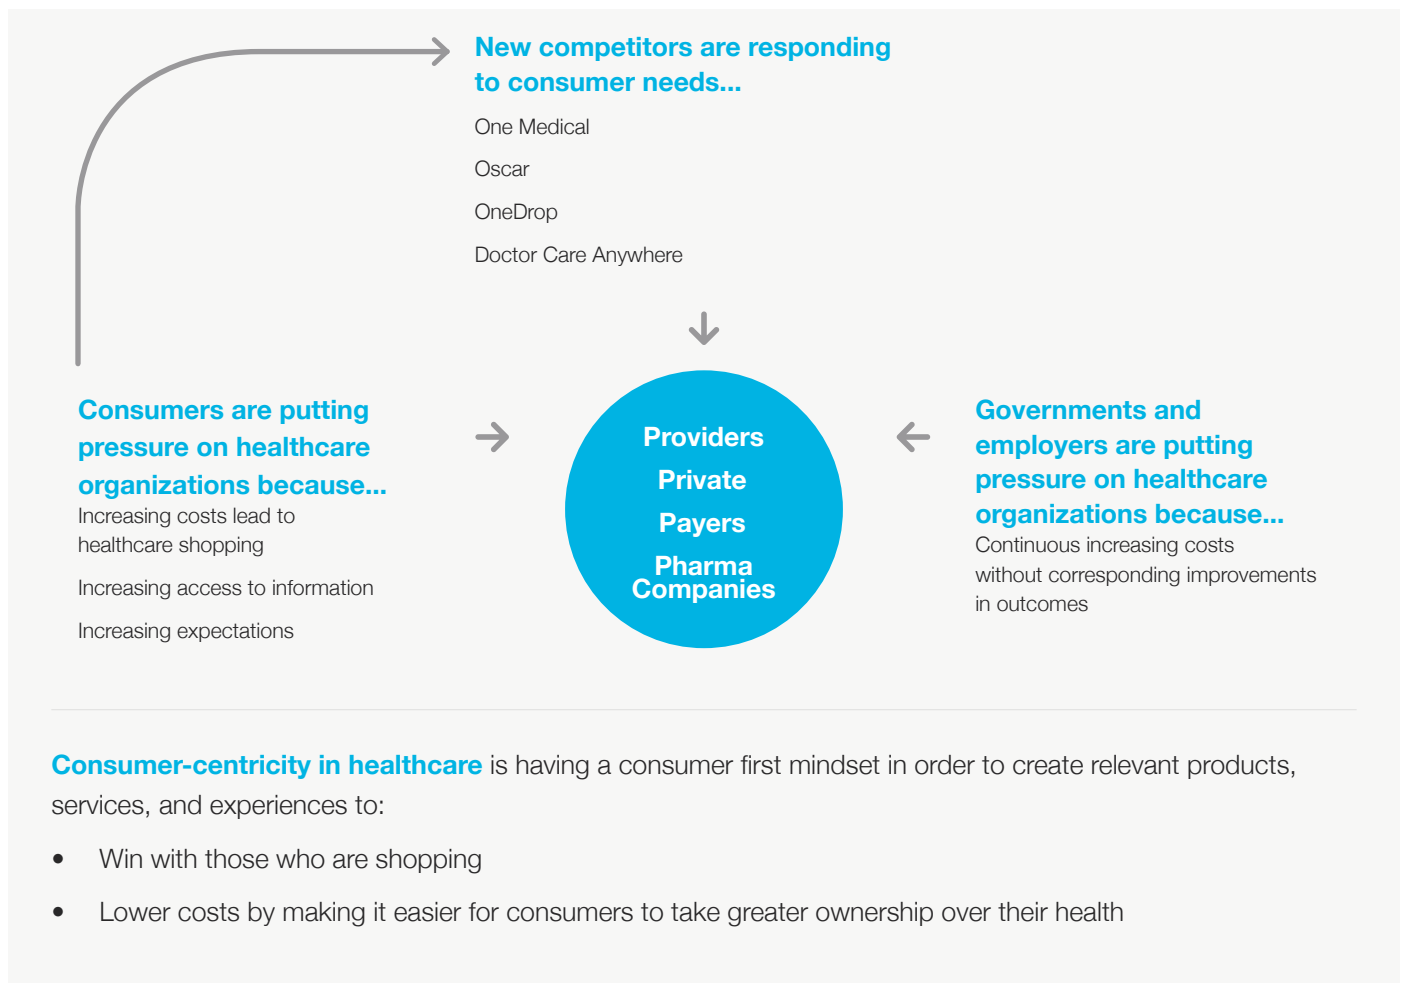 New competitors are responding
to consumer needs...
One Medical
Oscar
OneDrop
Doctor Care Anywhere
Consumers are putting
pressure on healthcare
organizations because...
Increasing costs lead to
healthcare shopping
Increasing access to information
Increasing expectations
Providers
Private
Payers
Pharma
Companies
Governments and
employers are putting
pressure on healthcare
organizations because...
Continuous increasing costs
without corresponding improvements
in outcomes
Consumer-centricity in healthcare is having a consumer first mindset in order to create relevant products,
services, and experiences to:
• Win with those who are shopping
• Lower costs by making it easier for consumers to take greater ownership over their health